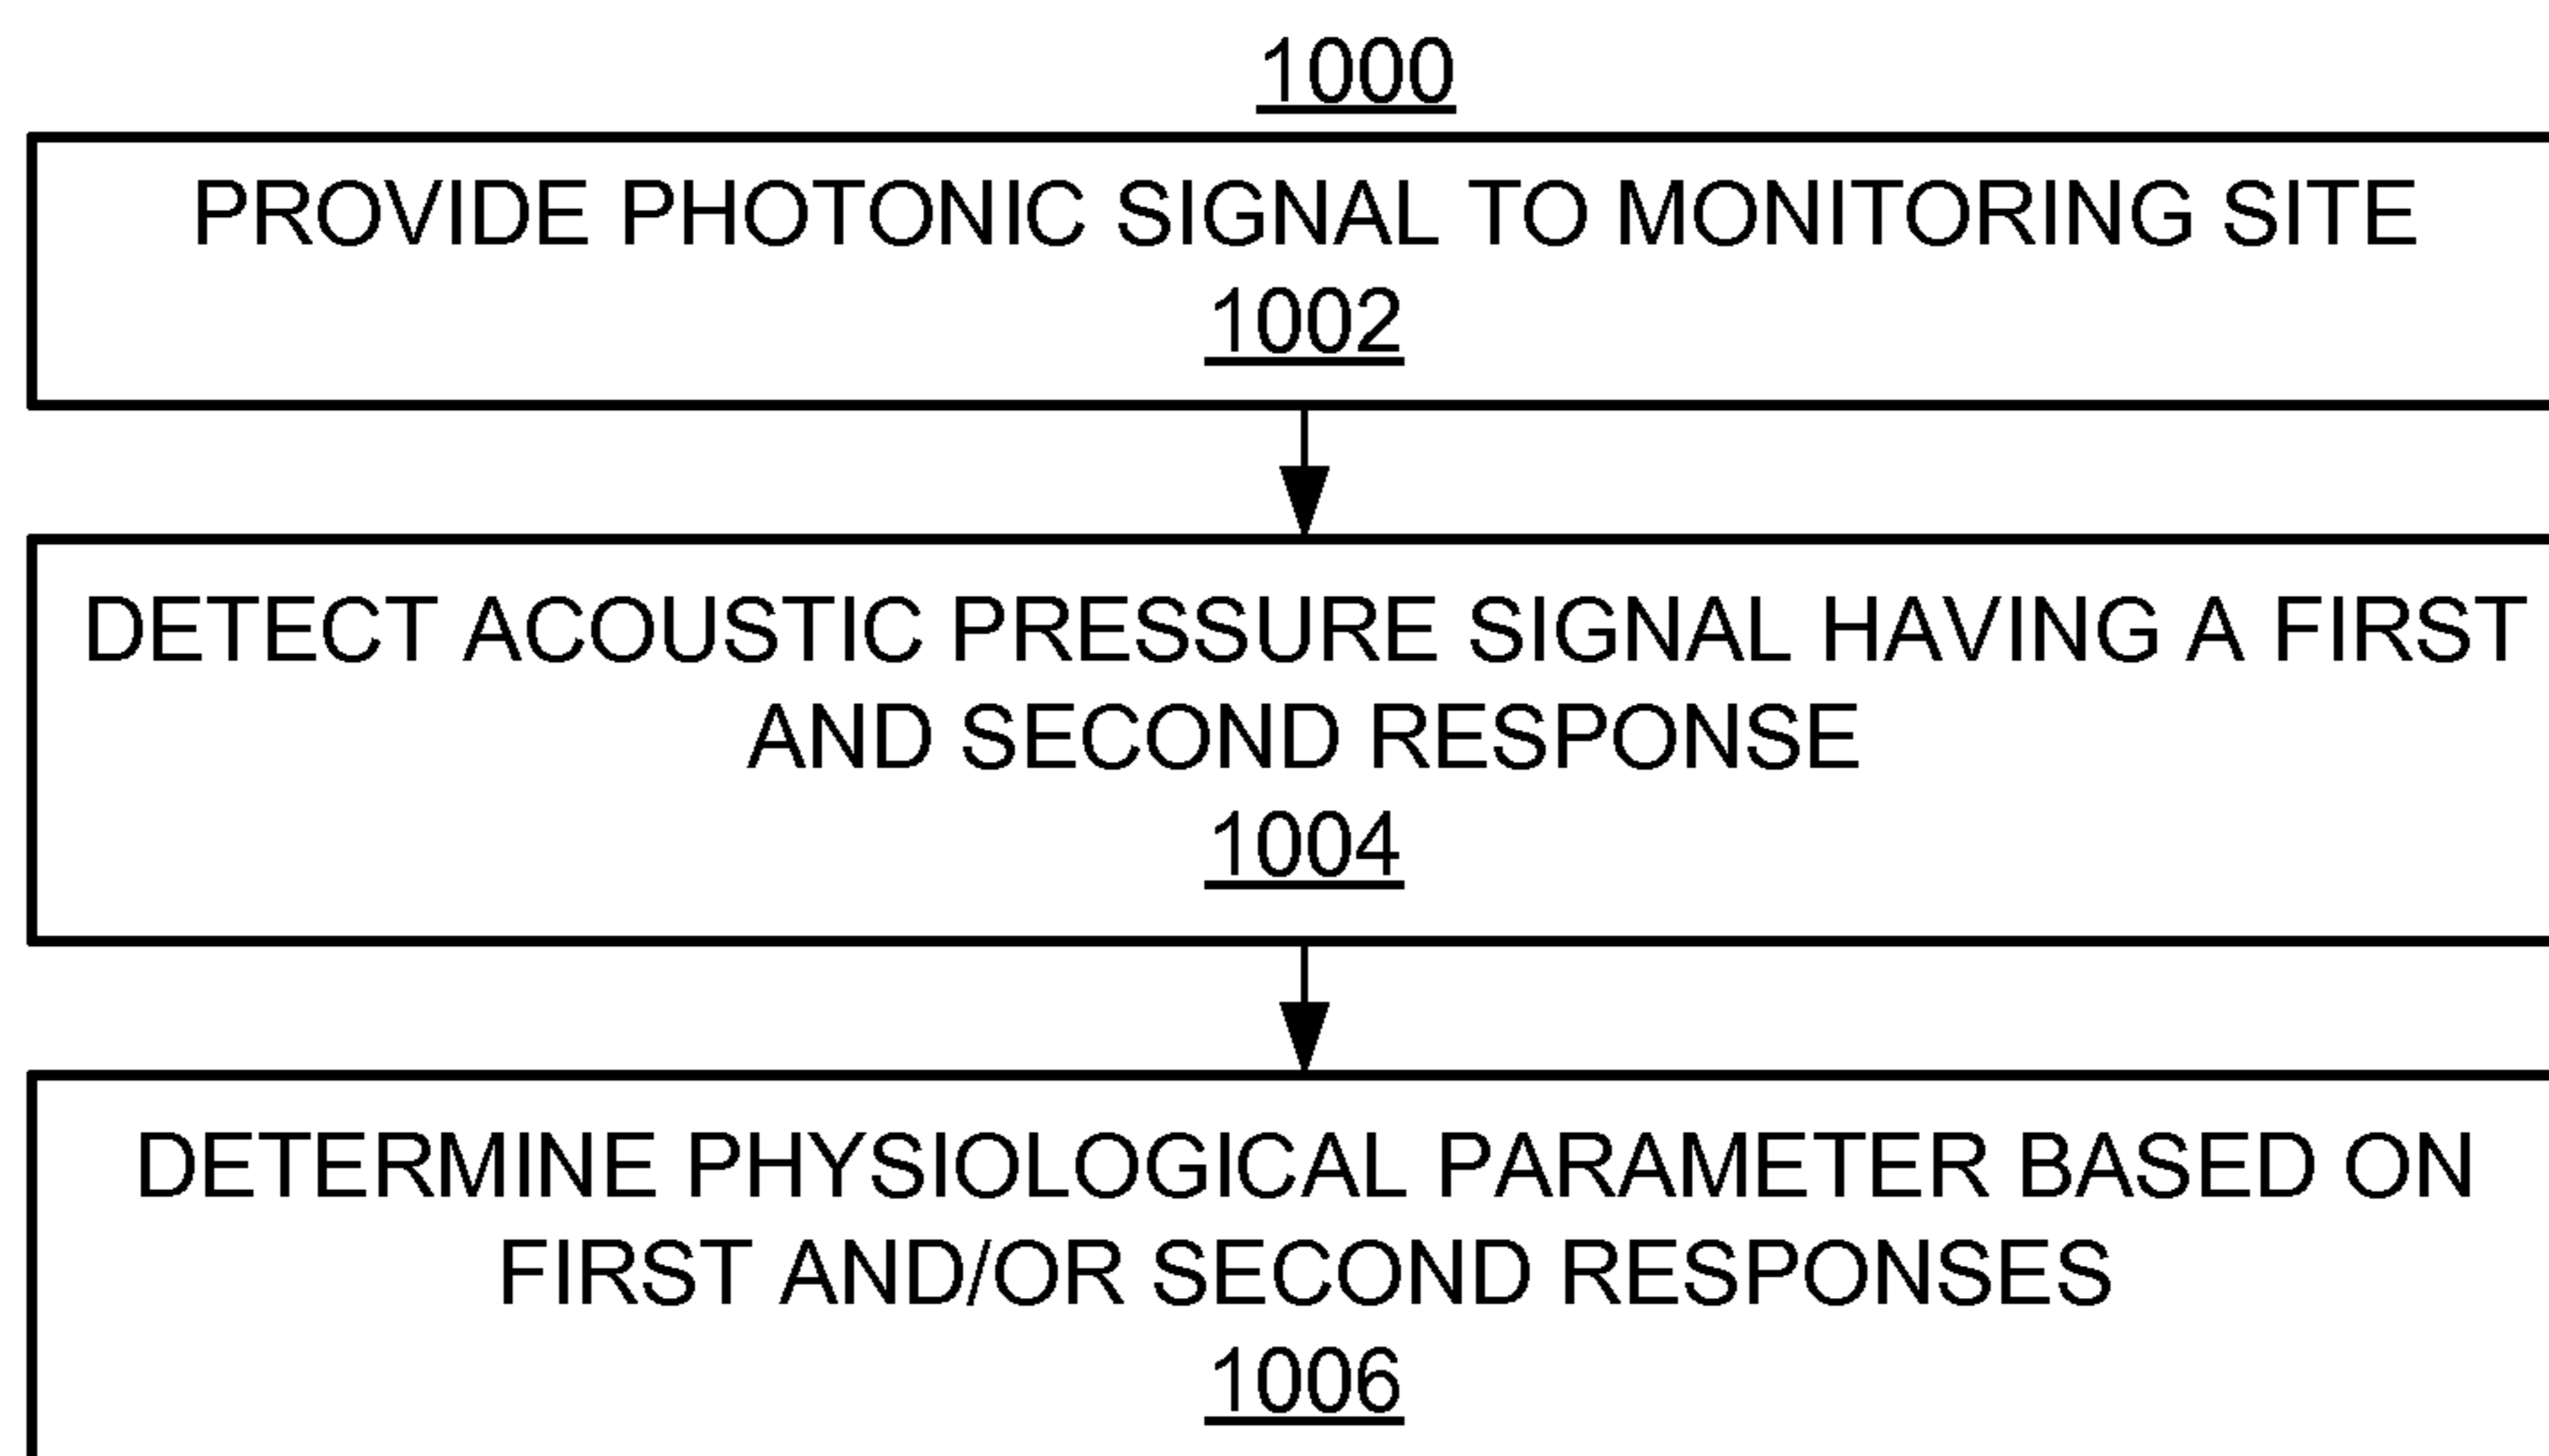 1000
PROVIDE PHOTONIC SIGNAL TO MONITORING SITE
1002
DETECT ACOUSTIC PRESSURE SIGNAL HAVING A FIRST
AND SECOND RESPONSE
1004
DETERMINE PHYSIOLOGICAL PARAMETER BASED ON
FIRST AND/OR SECOND RESPONSES
1006